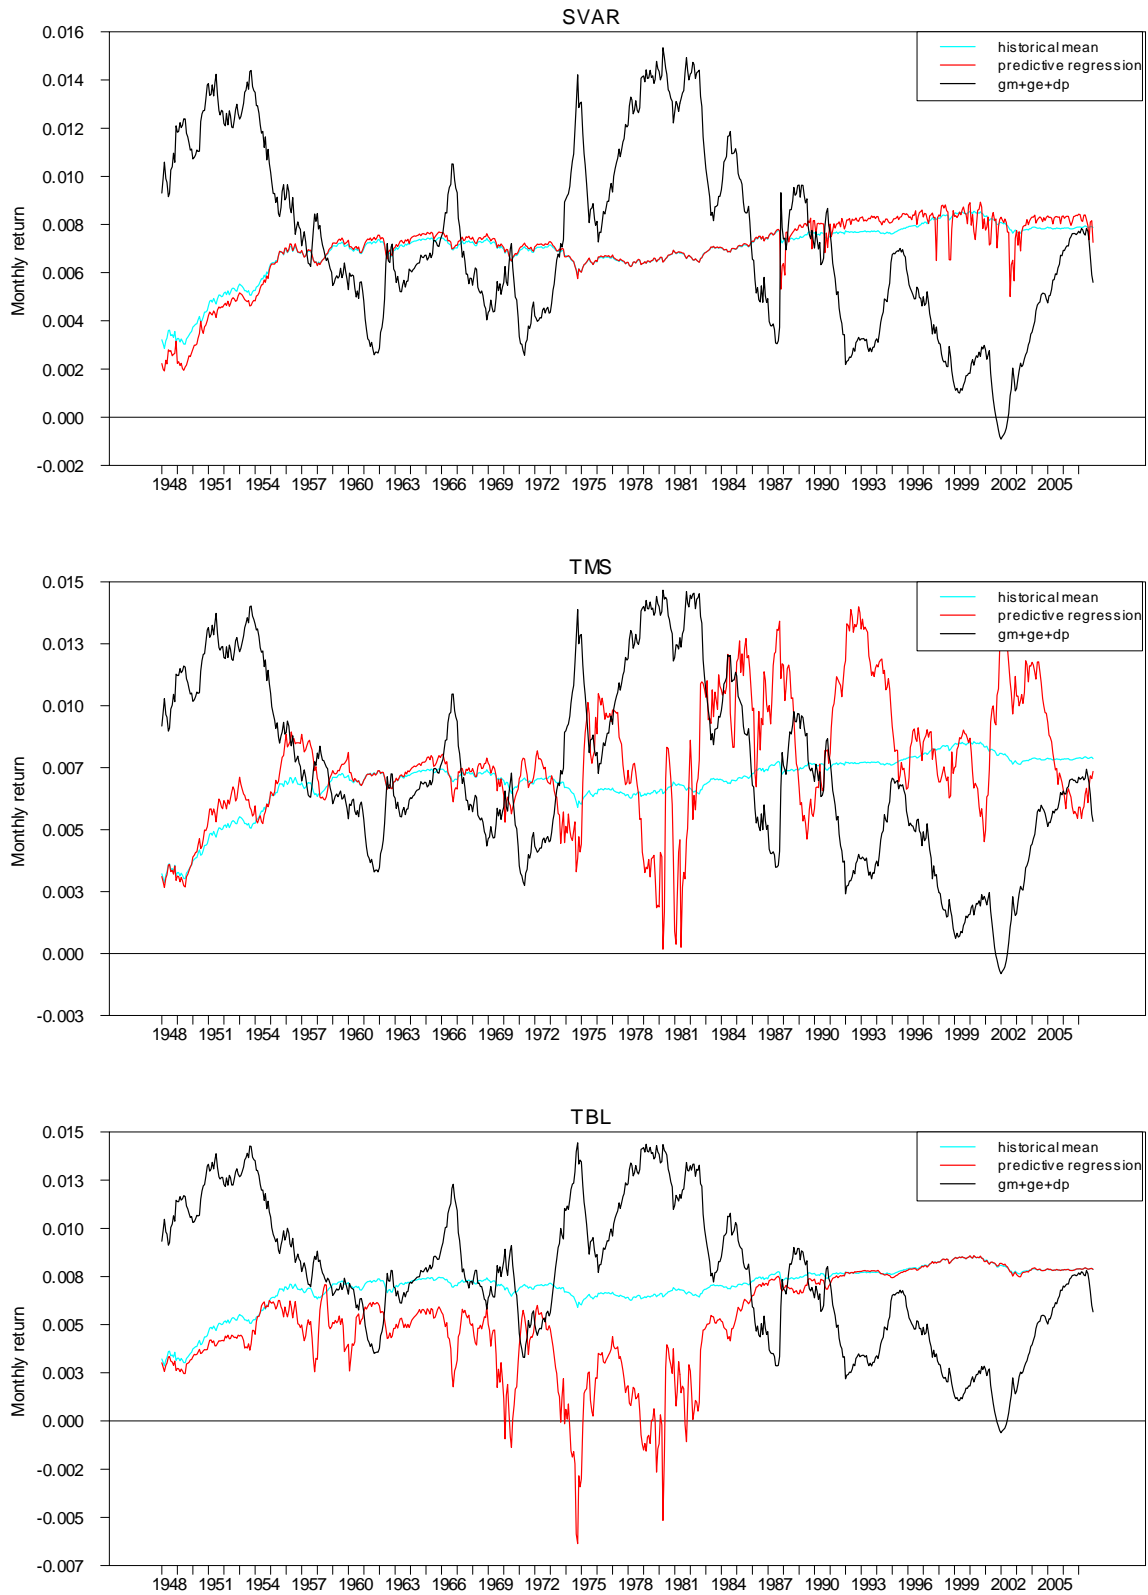 SVAR
0.016
0.014
0.012
0.010
0.008
0.006
0.004
0.002
0.000
-0.002
Monthly return
historical mean
predictive regression
gm+ge+dp
1948 1951 1954 1957 1960 1963 1966 1969 1972 1975 1978 1981 1984 1987 1990 1993 1996 1999 2002 2005
TMS
0.015
0.013
0.010
0.007
0.005
0.003
0.000
-0.003
Monthly return
historical mean
predictive regression
gm+ge+dp
1948 1951 1954 1957 1960 1963 1966 1969 1972 1975 1978 1981 1984 1987 1990 1993 1996 1999 2002 2005
TBL
0.015
0.013
0.010
0.008
0.005
0.003
0.000
-0.002
-0.005
-0.007
Monthly return
historical mean
predictive regression
gm+ge+dp
1948 1951 1954 1957 1960 1963 1966 1969 1972 1975 1978 1981 1984 1987 1990 1993 1996 1999 2002 2005